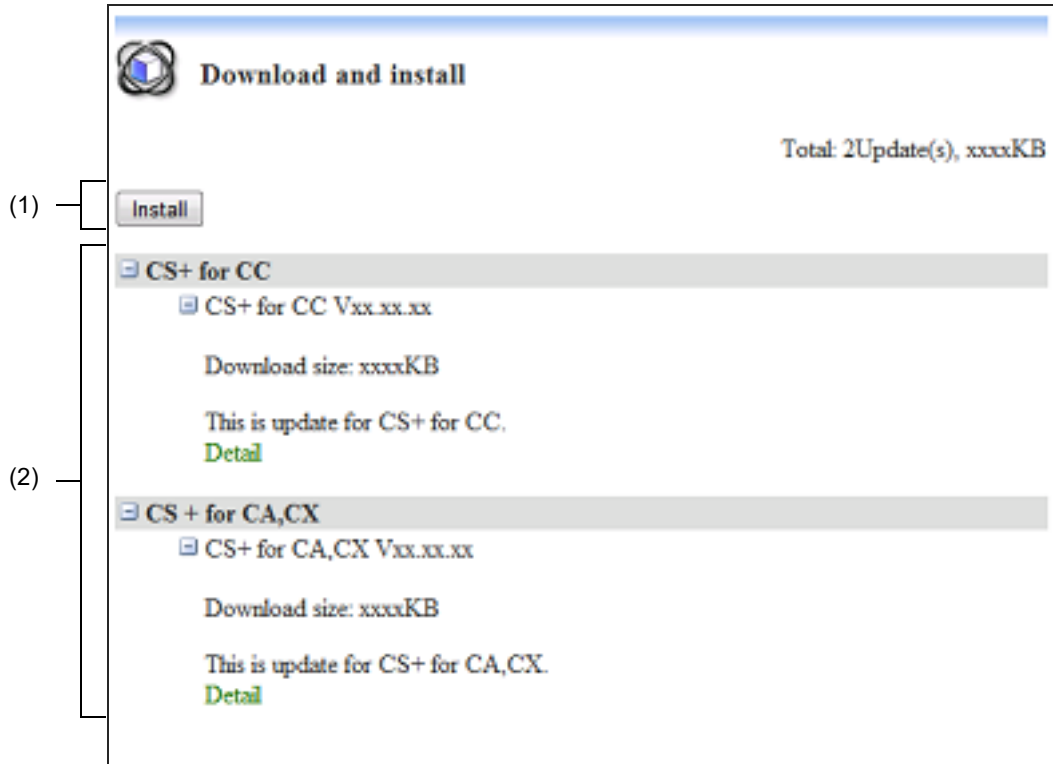 Download and install
Total: 2Update(s), xxxxKB
(1)
Install
(2)
CS+ for CC
CS+ for CC Vxx.xx.xx
Download size: xxxxKB
This is update for CS+ for CC.
Detail
CS + for CA,CX
CS+ for CA,CX Vxx.xx.xx
Download size: xxxxKB
This is update for CS+ for CA,CX.
Detail